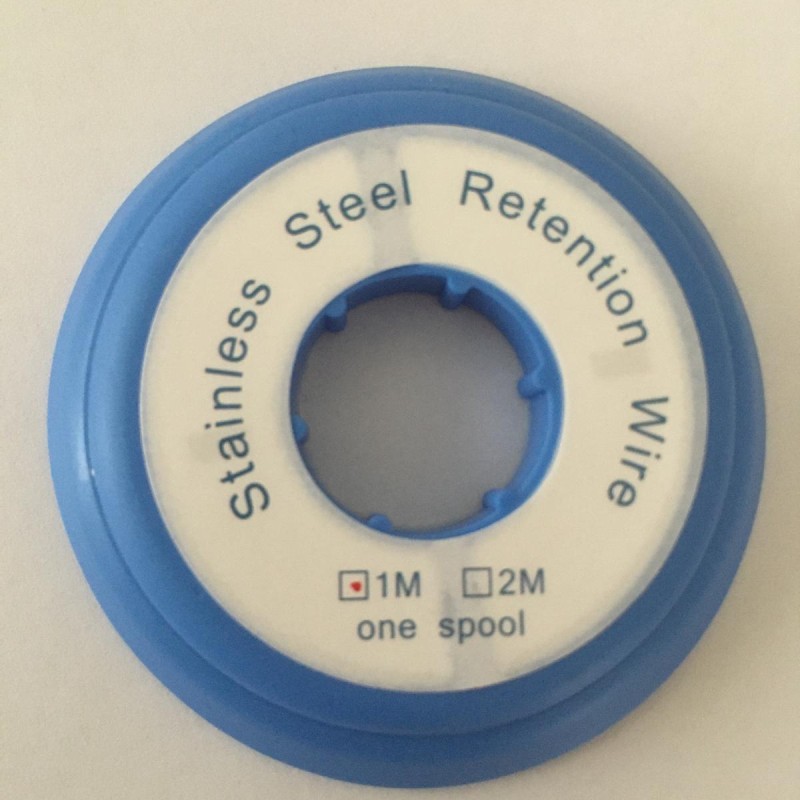 Stainless Steel Retention Wire
1M 2M
one spool